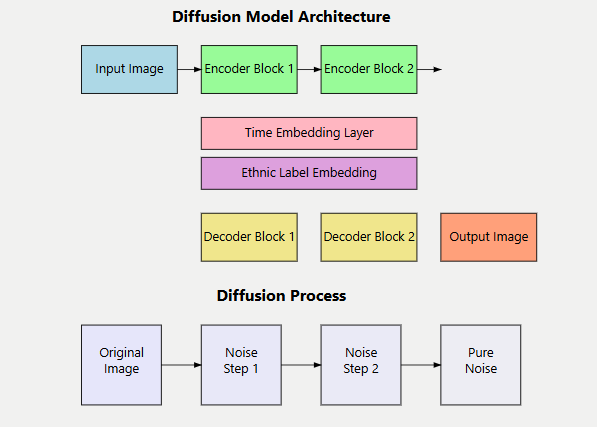 Diffusion Model Architecture
Input Image
Encoder Block 1
Encoder Block 2
Time Embedding Layer
Ethnic Label Embedding
Decoder Block 1
Decoder Block 2
Output Image
Diffusion Process
Original
Image
Noise
Step 1
Noise
Step 2
Pure
Noise